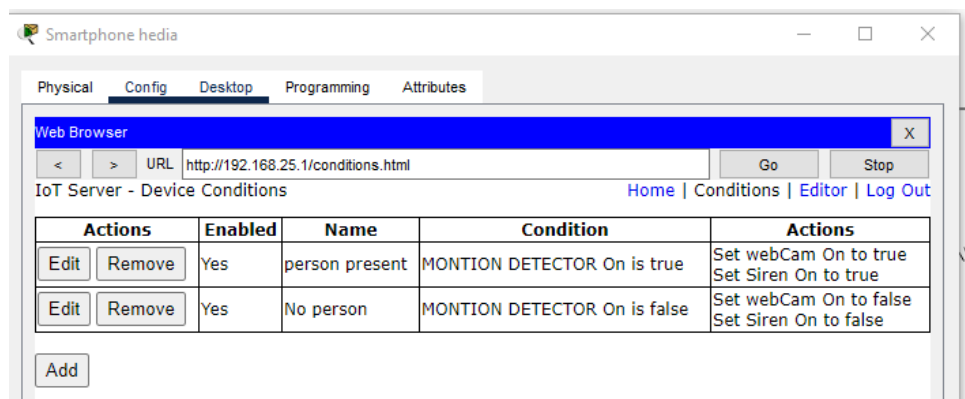 Smartphone hedia
Physical Config Desktop Programming Attributes
Web Browser X
< > URL http://192.168.25.1/conditions.html Go Stop
IoT Server - Device Conditions Home | Conditions | Editor | Log Out
Actions Enabled Name Condition Actions
Edit Remove Yes person present MONTION DETECTOR On is true Set webCam On to true
Set Siren On to true
Edit Remove Yes No person MONTION DETECTOR On is false Set webCam On to false
Set Siren On to false
Add